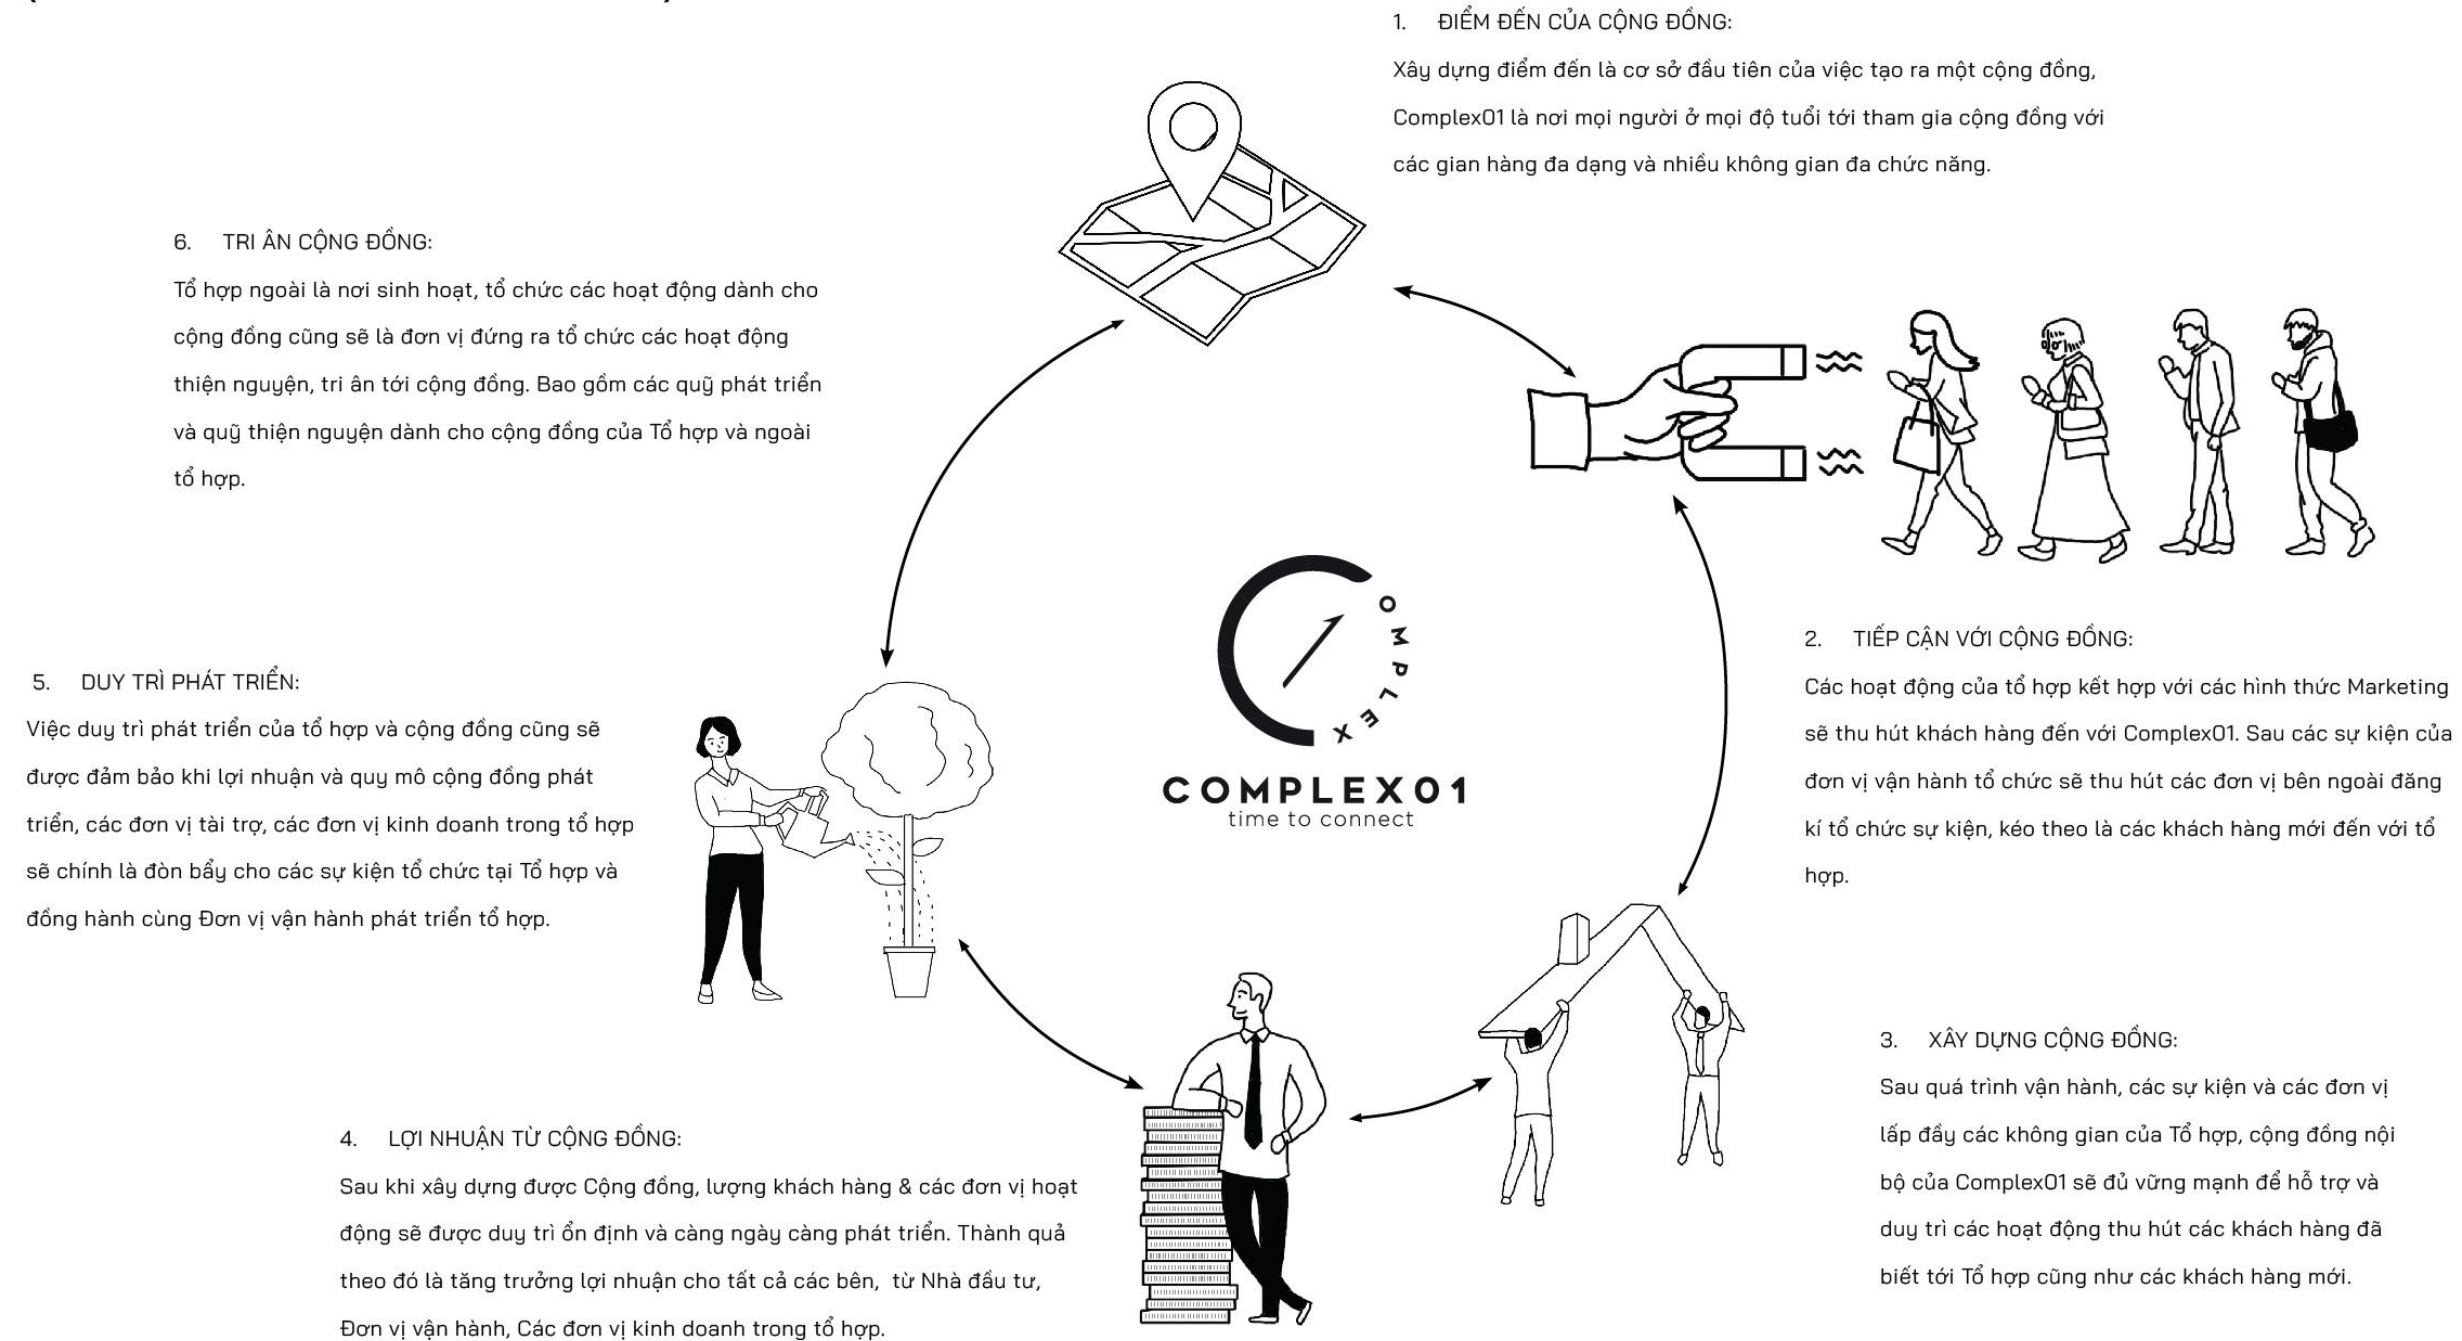 1. ĐIỂM ĐẾN CỦA CỘNG ĐỒNG:
Xây dựng điểm đến là cơ sở đầu tiên của việc tạo ra một cộng đồng,
Complex01 là nơi mọi người ở mọi độ tuổi tới tham gia cộng đồng với
các gian hàng đa dạng và nhiều không gian đa chức năng.
2. TIẾP CẬN VỚI CỘNG ĐỒNG:
Các hoạt động của tổ hợp kết hợp với các hình thức Marketing
sẽ thu hút khách hàng đến với Complex01. Sau các sự kiện của
đơn vị vận hành tổ chức sẽ thu hút các đơn vị bên ngoài đăng
kí tổ chức sự kiện, kéo theo là các khách hàng mới đến với tổ
hợp.
3. XÂY DỰNG CỘNG ĐỒNG:
Sau quá trình vận hành, các sự kiện và các đơn vị
lấp đầy các không gian của Tổ hợp, cộng đồng nội
bộ của Complex01 sẽ đủ vững mạnh để hỗ trợ và
duy trì các hoạt động thu hút các khách hàng đã
biết tới Tổ hợp cũng như các khách hàng mới.
4. LỢI NHUẬN TỪ CỘNG ĐỒNG:
Sau khi xây dựng được Cộng đồng, lượng khách hàng & các đơn vị hoạt
động sẽ được duy trì ổn định và càng ngày càng phát triển. Thành quả
theo đó là tăng trưởng lợi nhuận cho tất cả các bên, từ Nhà đầu tư,
Đơn vị vận hành, Các đơn vị kinh doanh trong tổ hợp.
5. DUY TRÌ PHÁT TRIỂN:
Việc duy trì phát triển của tổ hợp và cộng đồng cũng sẽ
được đảm bảo khi lợi nhuận và quy mô cộng đồng phát
triển, các đơn vị tài trợ, các đơn vị kinh doanh trong tổ hợp
sẽ chính là đòn bẩy cho các sự kiện tổ chức tại Tổ hợp và
đồng hành cùng Đơn vị vận hành phát triển tổ hợp.
6. TRI ÂN CỘNG ĐỒNG:
Tổ hợp ngoài là nơi sinh hoạt, tổ chức các hoạt động dành cho
cộng đồng cũng sẽ là đơn vị đứng ra tổ chức các hoạt động
thiện nguyện, tri ân tới cộng đồng. Bao gồm các quỹ phát triển
và quỹ thiện nguyện dành cho cộng đồng của Tổ hợp và ngoài
tổ hợp.
OMPLEX
COMPLEX01
time to connect